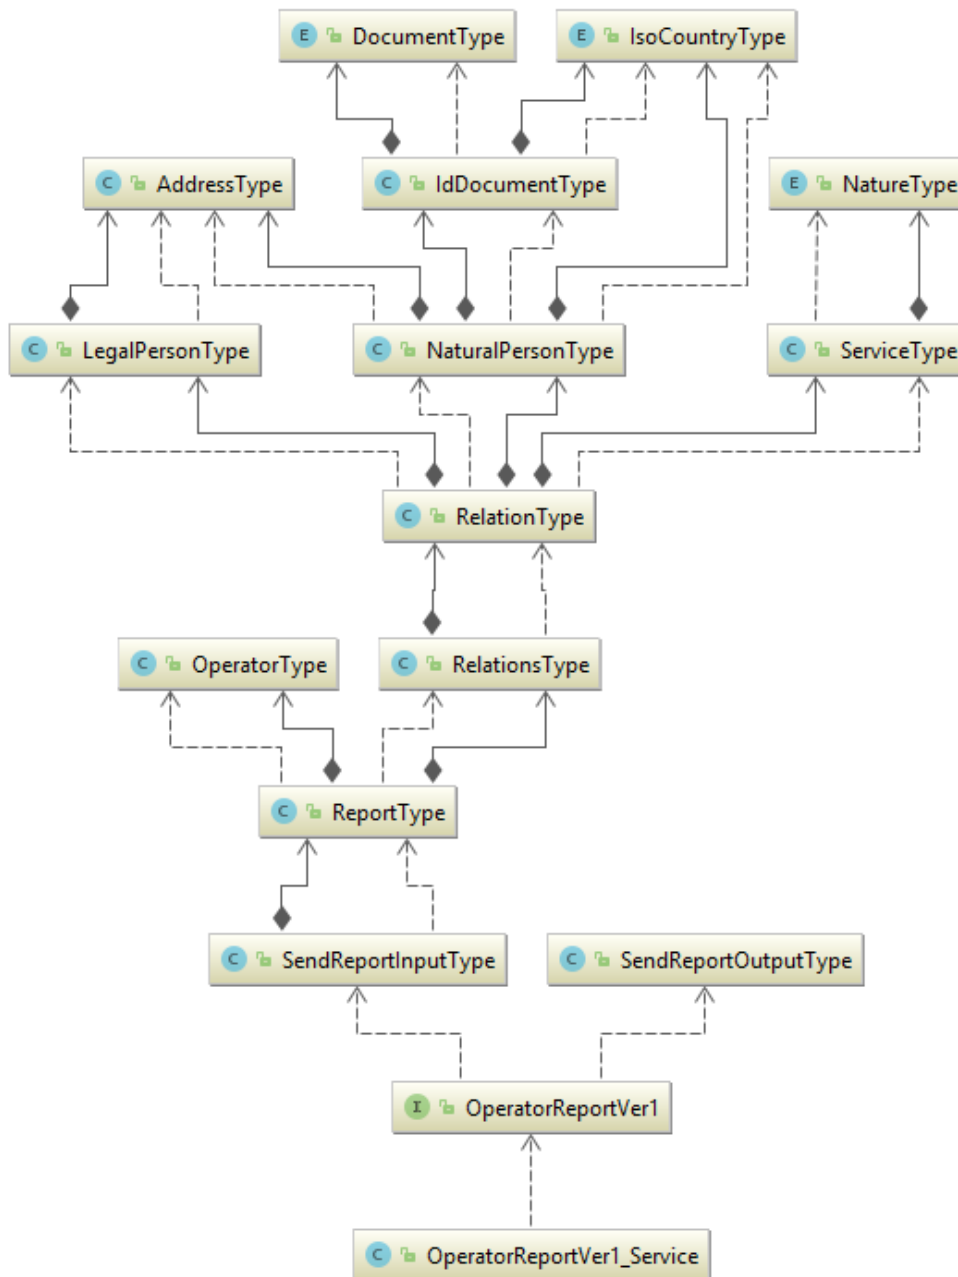 E DocumentType
E IsoCountryType
C AddressType
C IdDocumentType
E NatureType
C LegalPersonType
C NaturalPersonType
C ServiceType
C RelationType
C OperatorType
C RelationsType
C ReportType
C SendReportInputType
C SendReportOutputType
I OperatorReportVer1
C OperatorReportVer1_Service